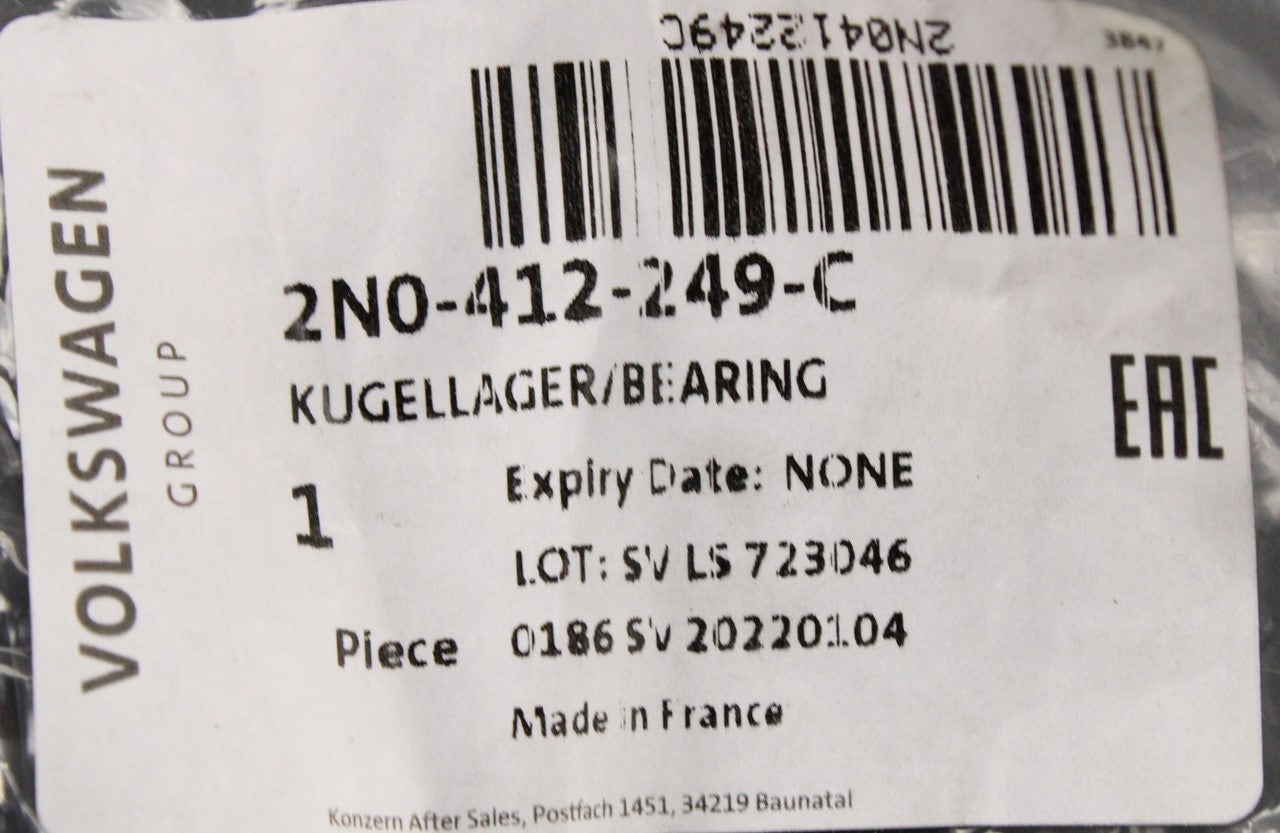 2N0412249C
3847
2N0-412-249-C
KUGELLAGER/BEARING
EAC
1
Expiry Date: NONE
LOT: SV LS 723046
Piece
0186 SV 20220104
Made in France
Konzern After Sales, Postfach 1451, 34219 Baunatal
VOLKSWAGEN
GROUP